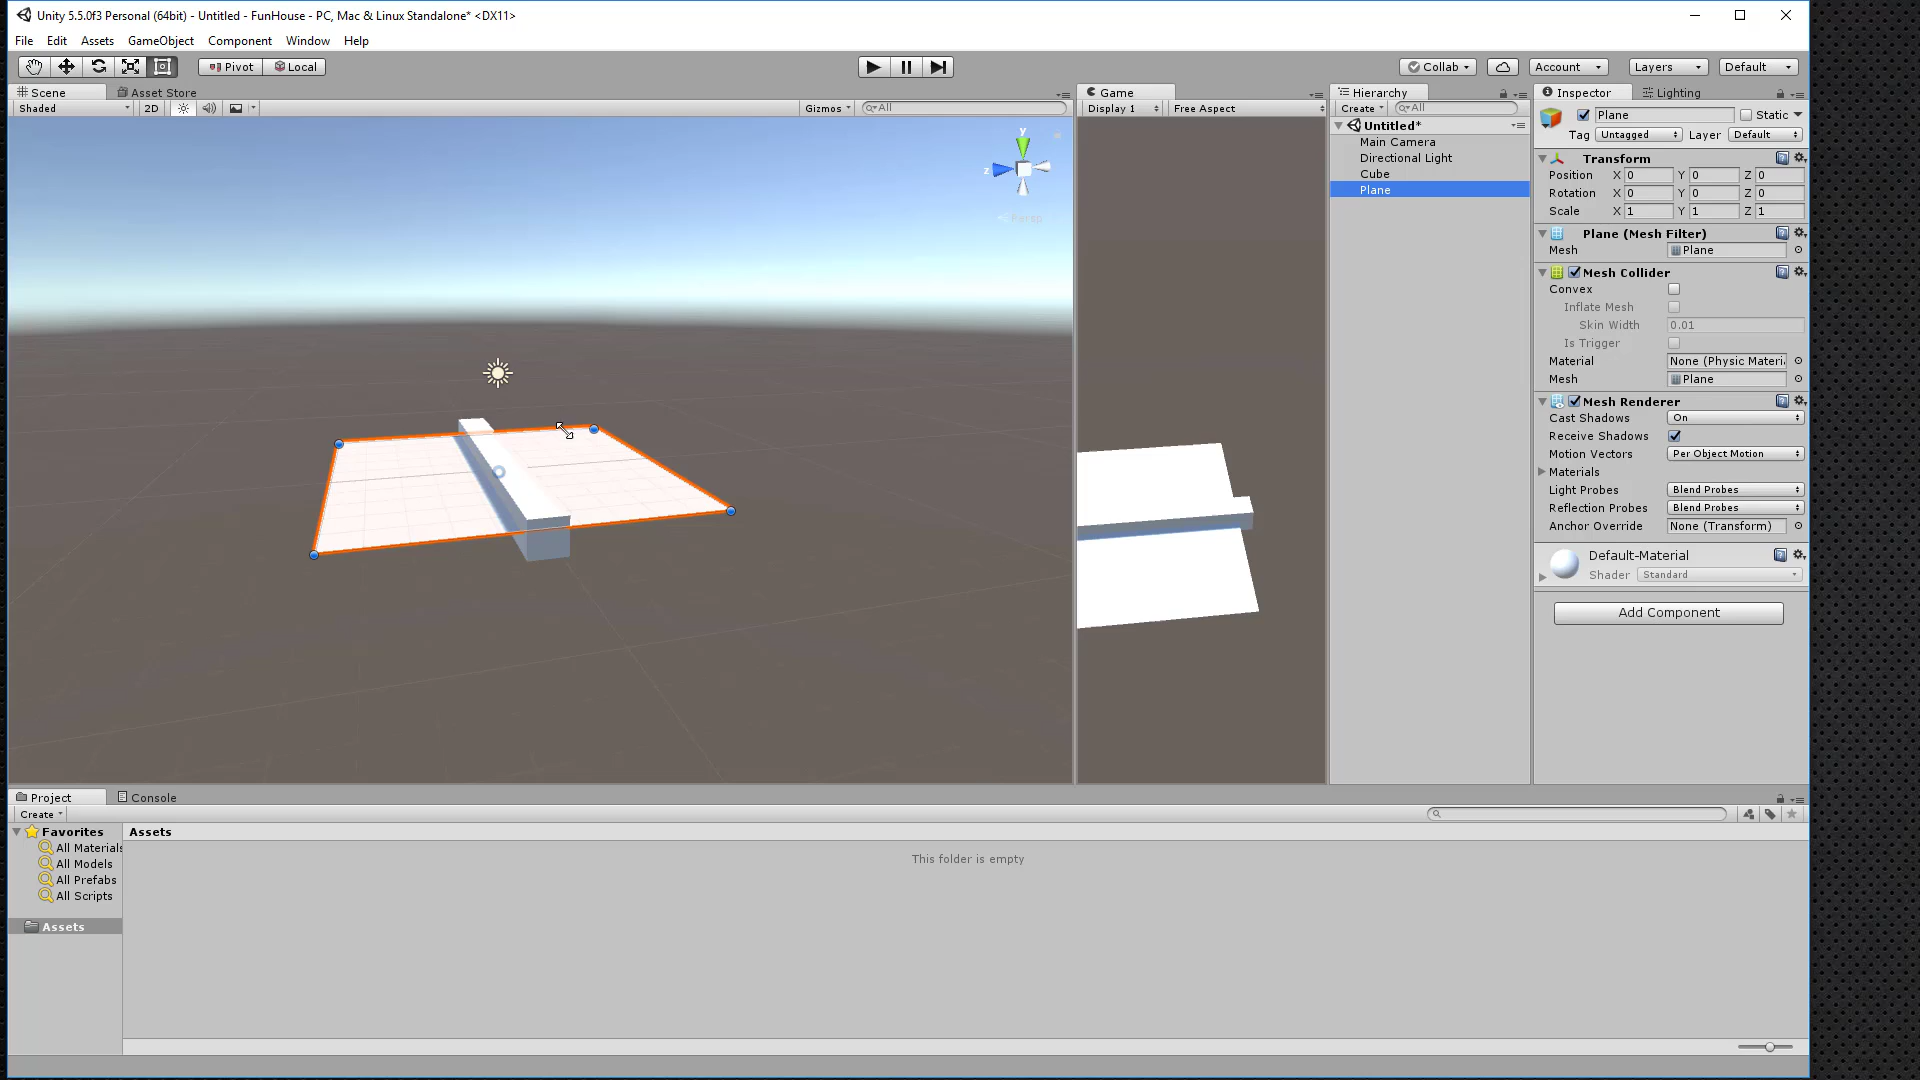 Unity 5.5.0f3 Personal (64bit) - Untitled - FunHouse - PC, Mac & Linux Standalone* <DX11>
File Edit Assets GameObject Component Window Help
Pivot Local Collab Account Layers Default
Scene Asset Store
Shaded 2D Gizmos All
y
z
Persp
Game
Display 1 Free Aspect
Hierarchy
Create All
Untitled*
Main Camera
Directional Light
Cube
Plane
Inspector Lighting
Plane Static
Tag Untagged Layer Default
Transform
Position X 0 Y 0 Z 0
Rotation X 0 Y 0 Z 0
Scale X 1 Y 1 Z 1
Plane (Mesh Filter)
Mesh Plane
Mesh Collider
Convex
Inflate Mesh
Skin Width 0.01
Is Trigger
Material None (Physic Materi
Mesh Plane
Mesh Renderer
Cast Shadows On
Receive Shadows
Motion Vectors Per Object Motion
Materials
Light Probes Blend Probes
Reflection Probes Blend Probes
Anchor Override None (Transform)
Default-Material
Shader Standard
Add Component
Project Console
Create
Favorites
All Materials
All Models
All Prefabs
All Scripts
Assets
Assets
This folder is empty